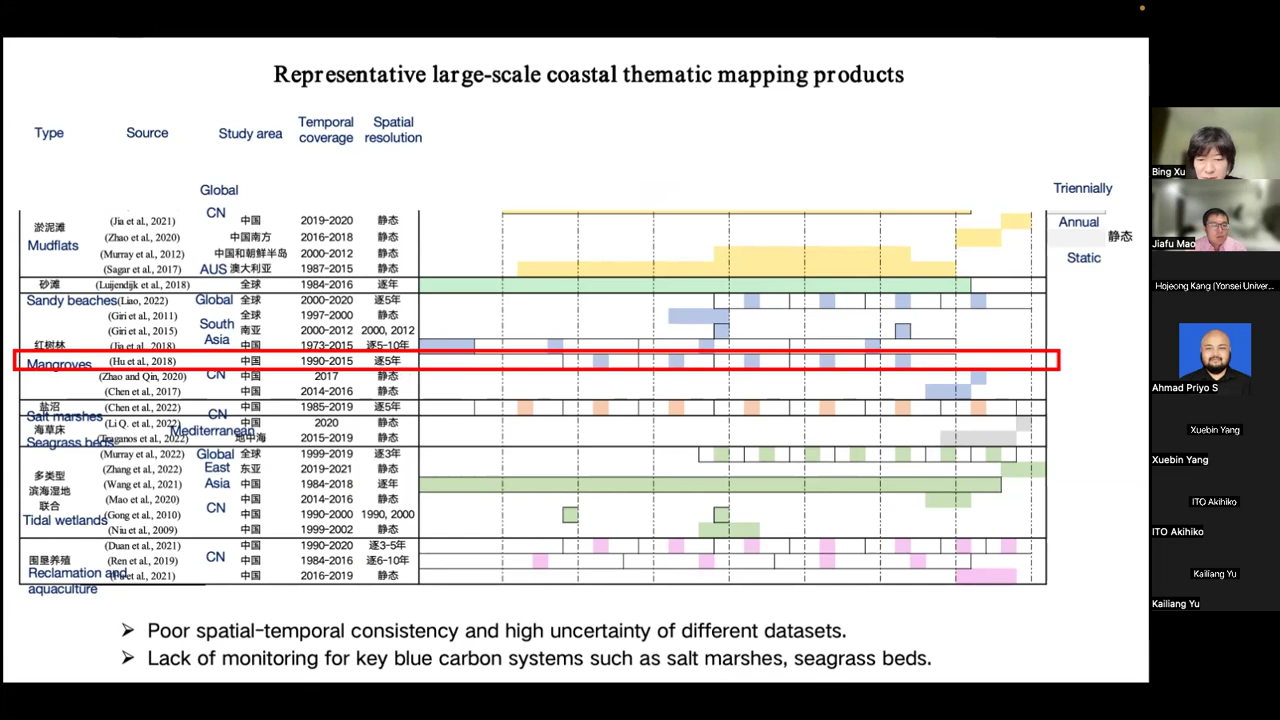 Representative large-scale coastal thematic mapping products
Type Source Study area Temporal coverage Spatial resolution
Global
Triennially
Annual
静态
Static
淤泥滩
Mudflats
(Jia et al., 2021) CN 中国 2019-2020 静态
(Zhao et al., 2020) 中国南方 2016-2018 静态
(Murray et al., 2012) 中国和朝鲜半岛 2000-2012 静态
(Sagar et al., 2017) AUS 澳大利亚 1987-2015 静态
砂滩 (Luijendijk et al., 2018) 全球 1984-2016 逐年
Sandy beaches (Liao, 2022) Global 全球 2000-2020 逐5年
(Giri et al., 2011) 全球 1997-2000 静态
(Giri et al., 2015) South Asia 南亚 2000-2012 2000, 2012
红树林 (Jia et al., 2018) 中国 1973-2015 逐5-10年
Mangroves (Hu et al., 2018) 中国 1990-2015 逐5年
(Zhao and Qin, 2020) CN 中国 2017 静态
(Chen et al., 2017) 中国 2014-2016 静态
盐沼 (Chen et al., 2022) 中国 1985-2019 逐5年
Salt marshes CN
海草床 (Li Q. et al., 2022) 中国 2020 静态
Mediterranean
Seagrass beds (Traganos et al., 2022) 地中海 2015-2019 静态
(Murray et al., 2022) Global 全球 1999-2019 逐3年
多类型
滨海湿地
联合
Tidal wetlands
(Zhang et al., 2022) East Asia 东亚 2019-2021 静态
(Wang et al., 2021) 中国 1984-2018 逐年
(Mao et al., 2020) CN 中国 2014-2016 静态
(Gong et al., 2010) 中国 1990-2000 1990, 2000
(Niu et al., 2009) 中国 1999-2002 静态
(Duan et al., 2021) 中国 1990-2020 逐3-5年
围垦养殖 (Ren et al., 2019) CN 中国 1984-2016 逐6-10年
Reclamation and aquaculture
et al., 2021) 中国 2016-2019 静态
Poor spatial-temporal consistency and high uncertainty of different datasets.
Lack of monitoring for key blue carbon systems such as salt marshes, seagrass beds.
Bing Xu
Jiafu Mao
Hojeong Kang (Yonsei Univer...
Ahmad Priyo S
Xuebin Yang
Xuebin Yang
ITO Akihiko
ITO Akihiko
Kailiang Yu
Kailiang Yu